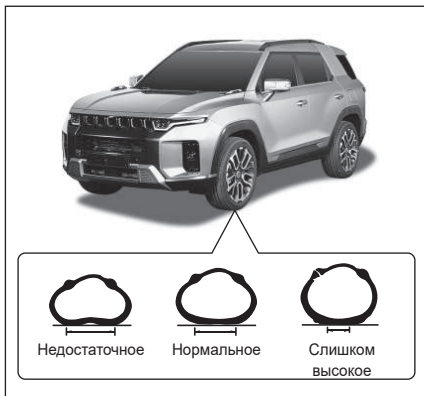 Недостаточное
Нормальное
Слишком
высокое